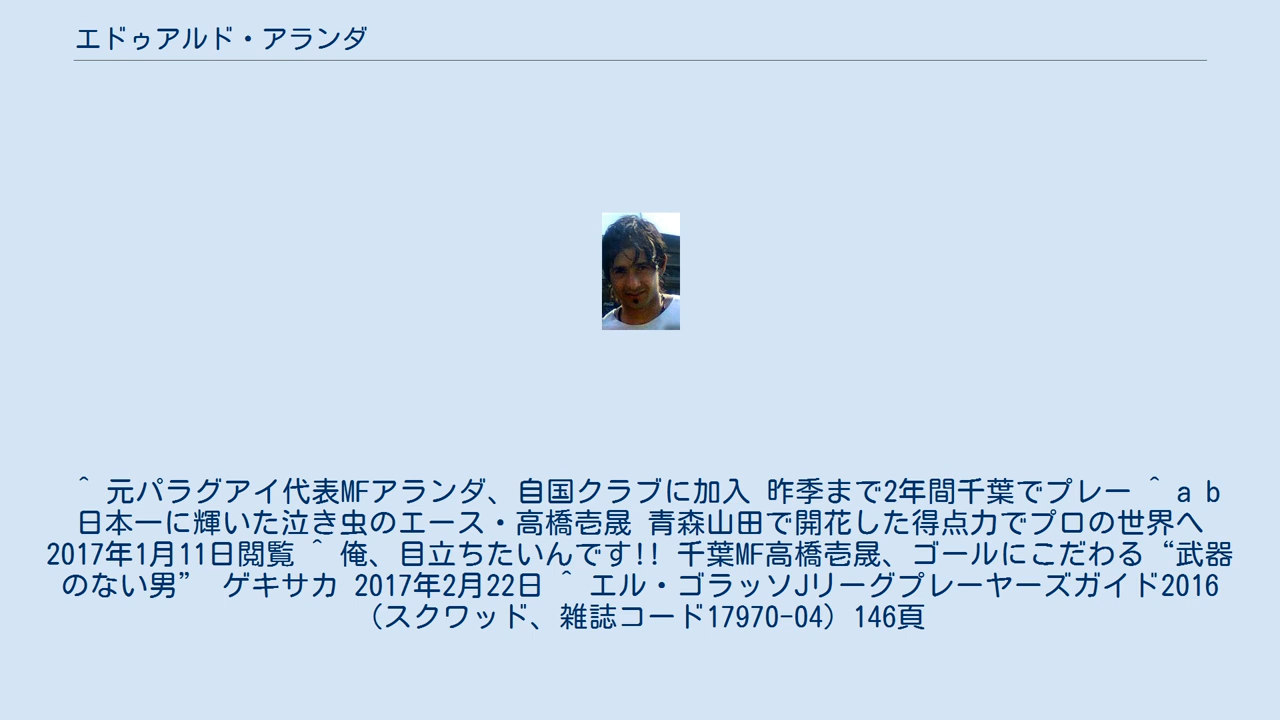 エドゥアルド・アランダ
^ 元パラグアイ代表MFアランダ、自国クラブに加入 昨季まで2年間千葉でプレー ^ a b
日本一に輝いた泣き虫のエース・高橋壱晟 青森山田で開花した得点力でプロの世界へ
2017年1月11日閲覧 ^ 俺、目立ちたいんです!! 千葉MF高橋壱晟、ゴールにこだわる“武器
のない男” ゲキサカ 2017年2月22日 ^ エル・ゴラッソJリーグプレーヤーズガイド2016
（スクワッド、雑誌コード17970-04）146頁